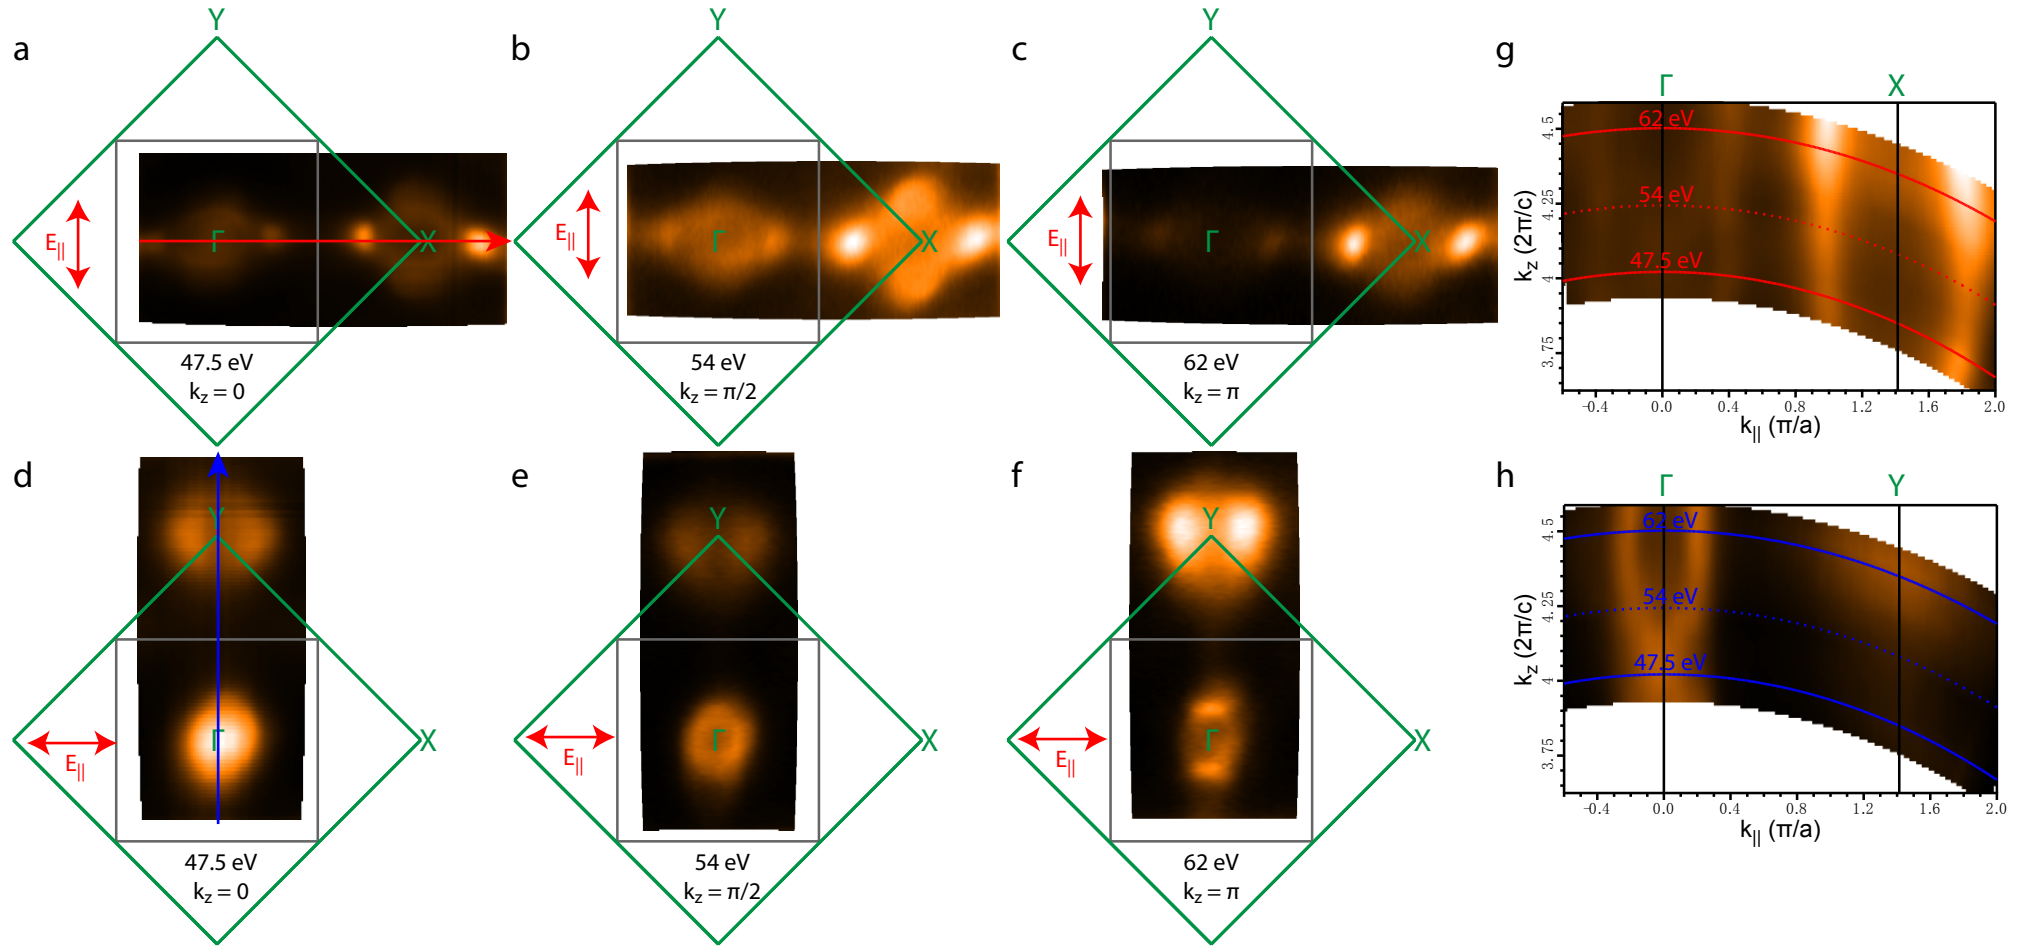 a
Y
E||
Γ
X
47.5 eV
kz = 0
b
Y
E||
Γ
X
54 eV
kz = π/2
c
Y
E||
Γ
X
62 eV
kz = π
g
Γ
X
62 eV
54 eV
47.5 eV
kz (2π/c)
4.5
4.25
4
3.75
-0.4
0.0
0.4
0.8
1.2
1.6
2.0
k|| (π/a)
d
Y
Γ
X
E||
47.5 eV
kz = 0
e
Y
Γ
X
E||
54 eV
kz = π/2
f
Y
Γ
X
E||
62 eV
kz = π
h
Γ
Y
62 eV
54 eV
47.5 eV
kz (2π/c)
4.5
4.25
4
3.75
-0.4
0.0
0.4
0.8
1.2
1.6
2.0
k|| (π/a)